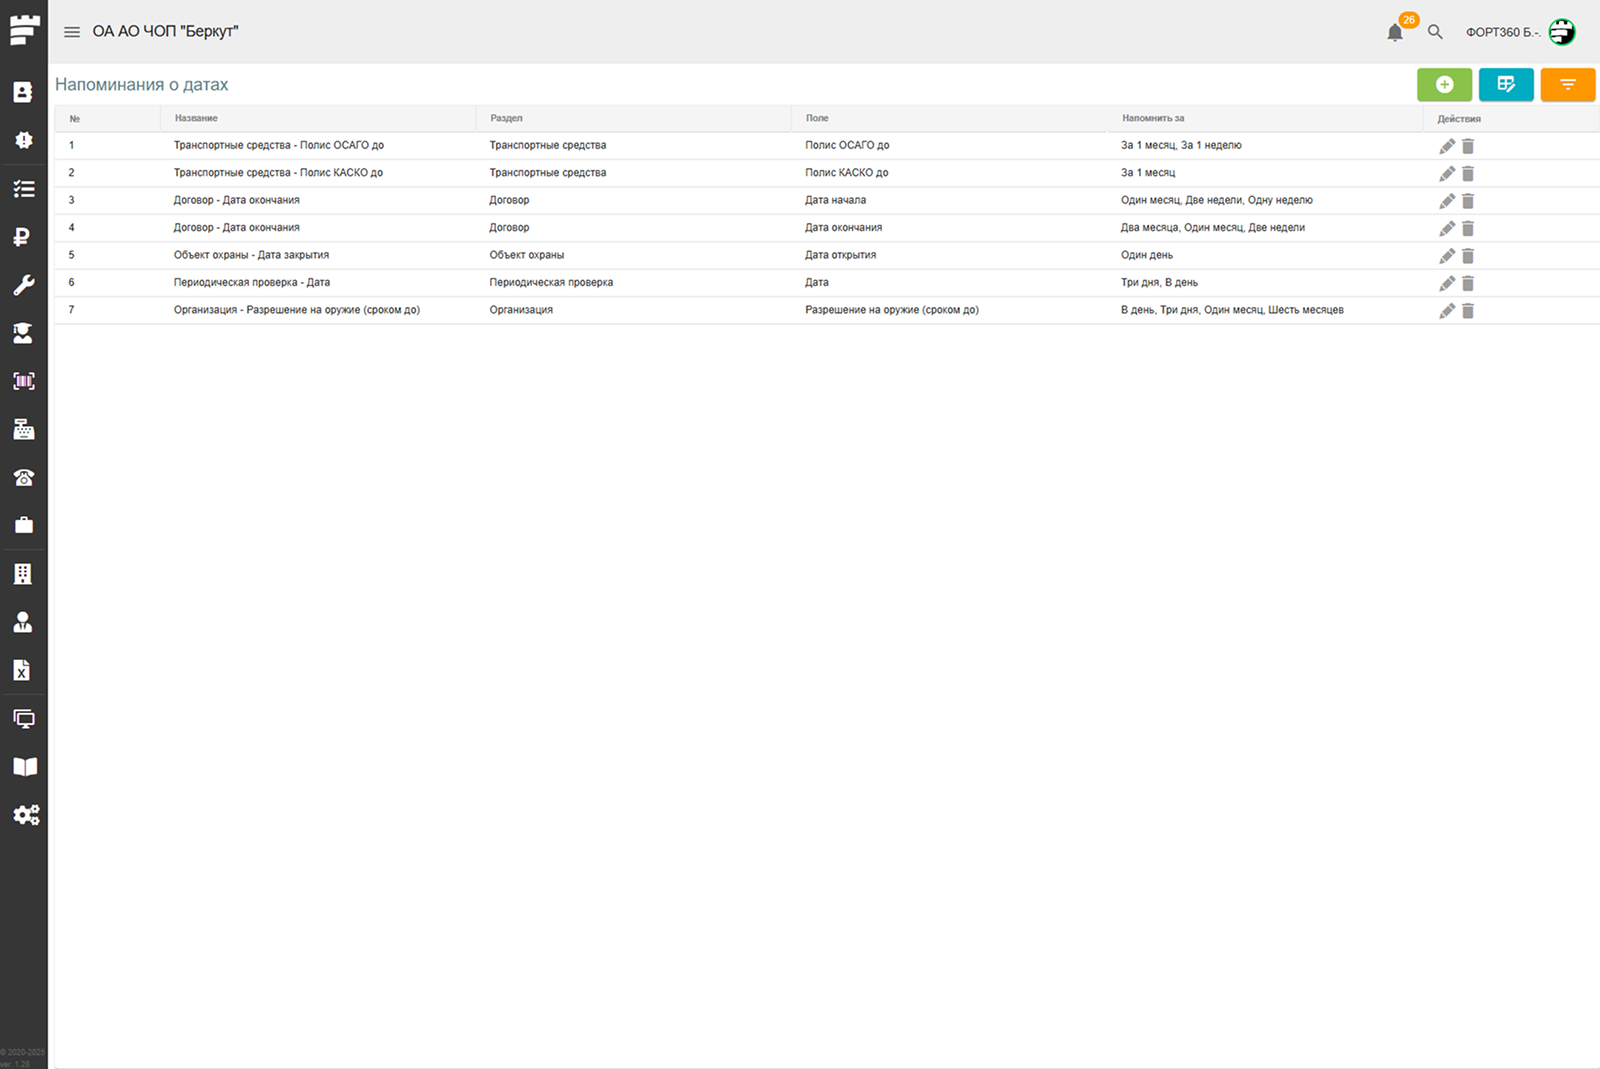 ОА АО ЧОП "Беркут"
26
ФОРТ360 Б.-.
Напоминания о датах
№ Название Раздел Поле Напомнить за Действия
1 Транспортные средства - Полис ОСАГО до Транспортные средства Полис ОСАГО до За 1 месяц, За 1 неделю
2 Транспортные средства - Полис КАСКО до Транспортные средства Полис КАСКО до За 1 месяц
3 Договор - Дата окончания Договор Дата начала Один месяц, Две недели, Одну неделю
4 Договор - Дата окончания Договор Дата окончания Два месяца, Один месяц, Две недели
5 Объект охраны - Дата закрытия Объект охраны Дата открытия Один день
6 Периодическая проверка - Дата Периодическая проверка Дата Три дня, В день
7 Организация - Разрешение на оружие (сроком до) Организация Разрешение на оружие (сроком до) В день, Три дня, Один месяц, Шесть месяцев
ver. 1.26